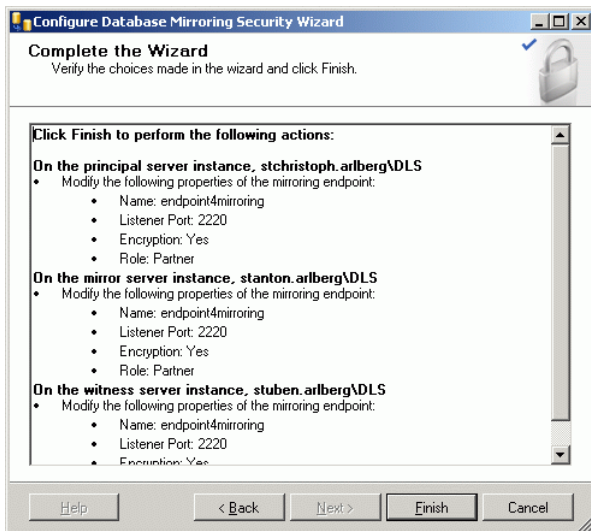 Configure Database Mirroring Security Wizard
Complete the Wizard
Verify the choices made in the wizard and click Finish.
Click Finish to perform the following actions:
On the principal server instance, stchristoph.arlberg\DLS
• Modify the following properties of the mirroring endpoint:
• Name: endpoint4mirroring
• Listener Port: 2220
• Encryption: Yes
• Role: Partner
On the mirror server instance, stanton.arlberg\DLS
• Modify the following properties of the mirroring endpoint:
• Name: endpoint4mirroring
• Listener Port: 2220
• Encryption: Yes
• Role: Partner
On the witness server instance, stuben.arlberg\DLS
• Modify the following properties of the mirroring endpoint:
• Name: endpoint4mirroring
• Listener Port: 2220
• Encryption: Yes
Help < Back Next > Finish Cancel